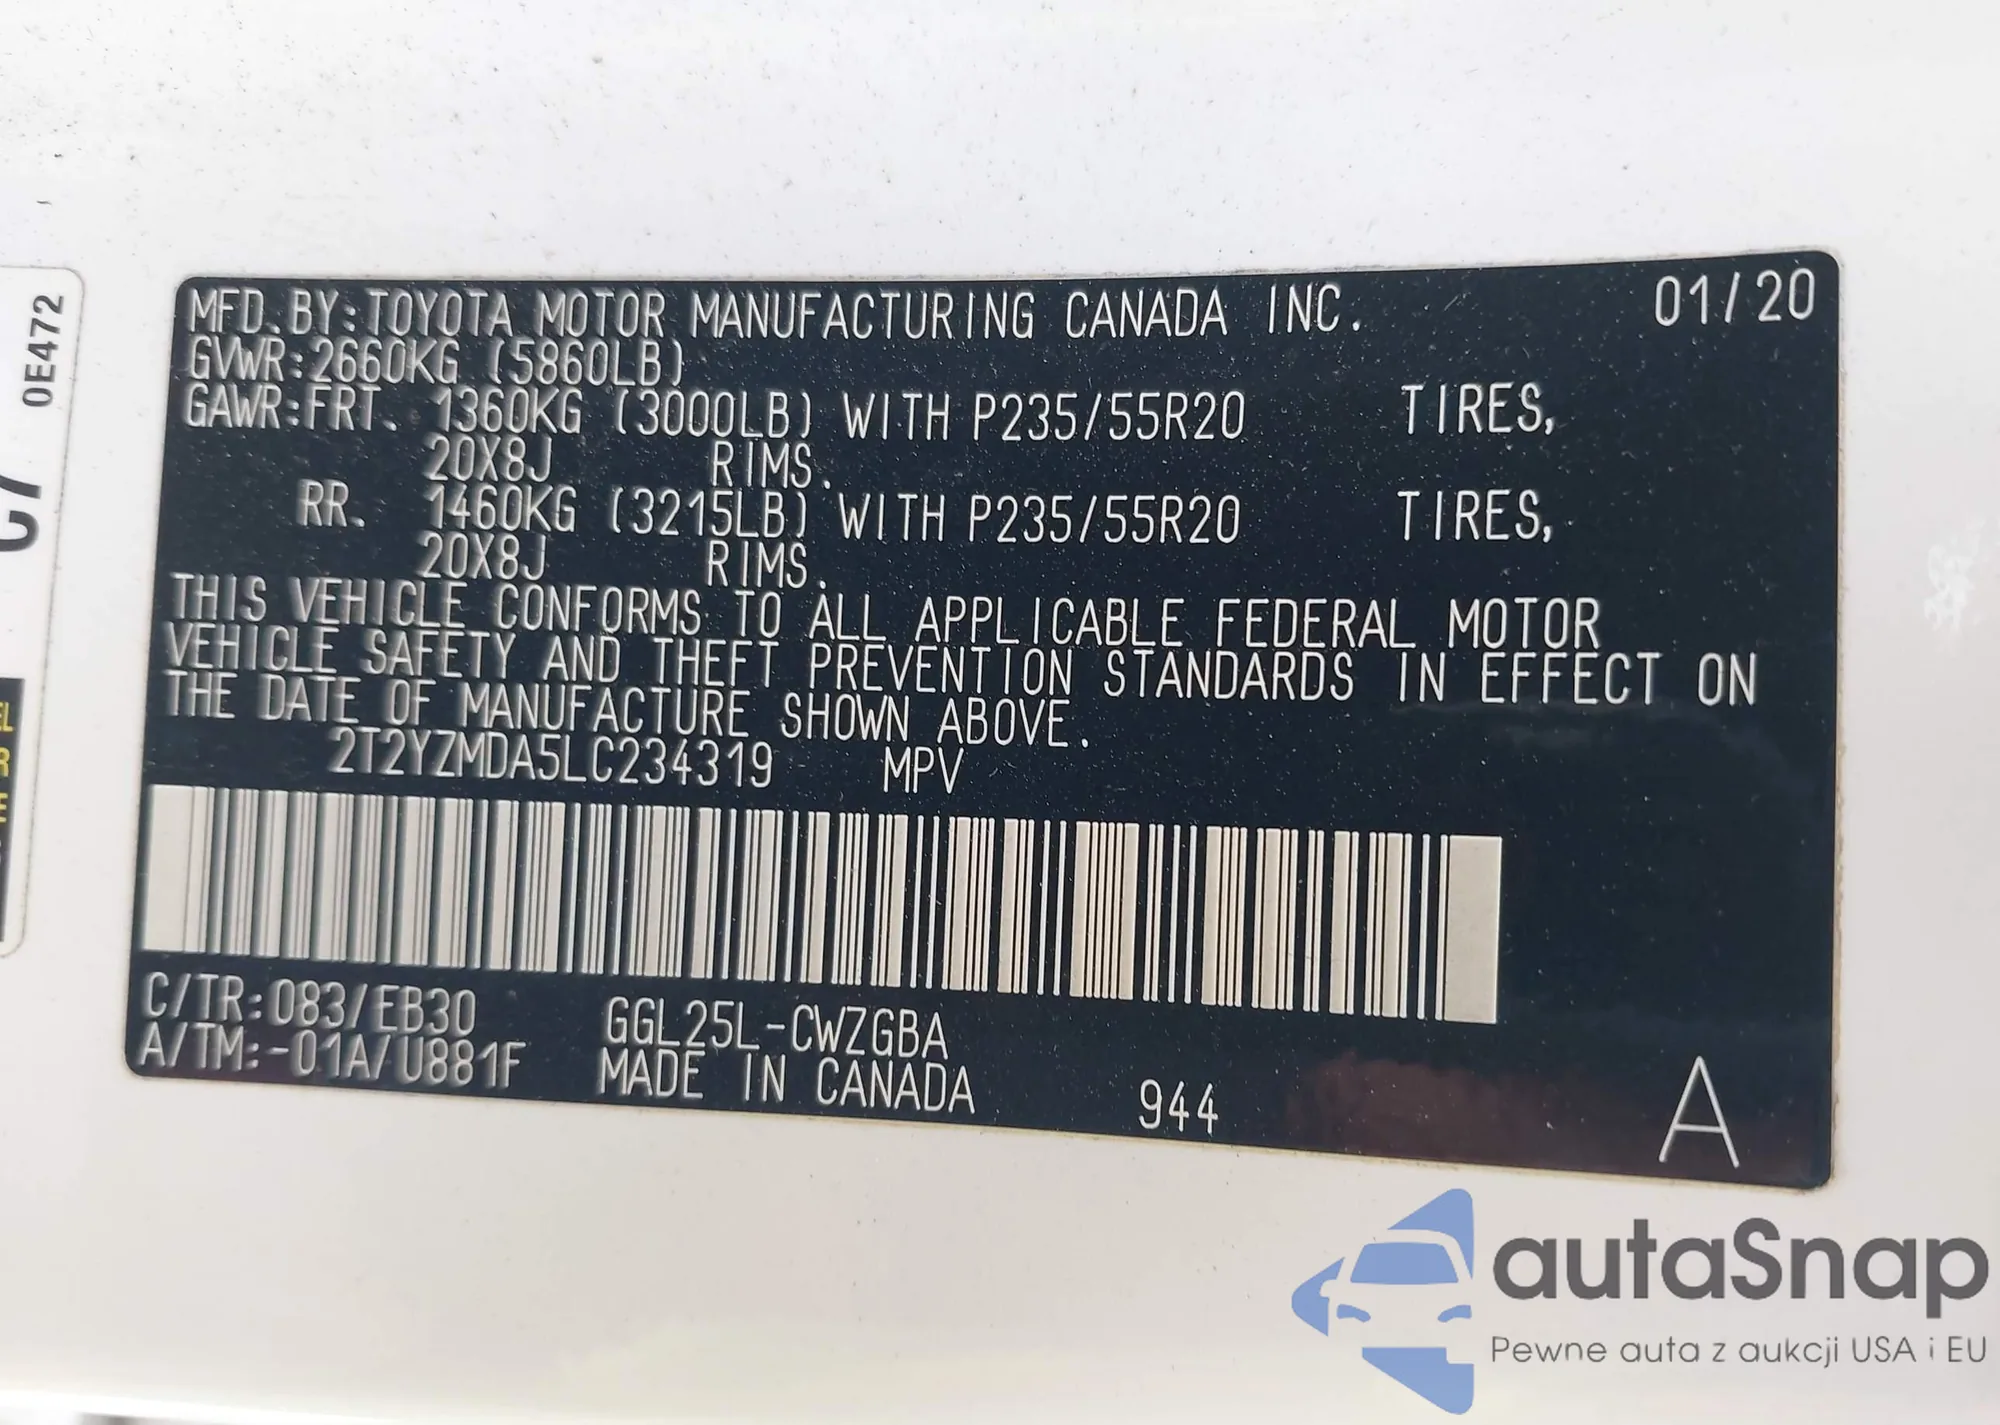 MFD.BY:TOYOTA MOTOR MANUFACTURING CANADA INC. 01/20
GVWR:2660KG (5860LB)
GAWR:FRT. 1360KG (3000LB) WITH P235/55R20 TIRES,
20X8J RIMS.
RR. 1460KG (3215LB) WITH P235/55R20 TIRES,
20X8J RIMS.
THIS VEHICLE CONFORMS TO ALL APPLICABLE FEDERAL MOTOR
VEHICLE SAFETY AND THEFT PREVENTION STANDARDS IN EFFECT ON
THE DATE OF MANUFACTURE SHOWN ABOVE.
2T2YZMDA5LC234319 MPV
C/TR:083/EB30 GGL25L-CWZGBA
A/TM:-01A/U881F MADE IN CANADA 944 A
0E472
autaSnap
Pewne auta z aukcji USA i EU